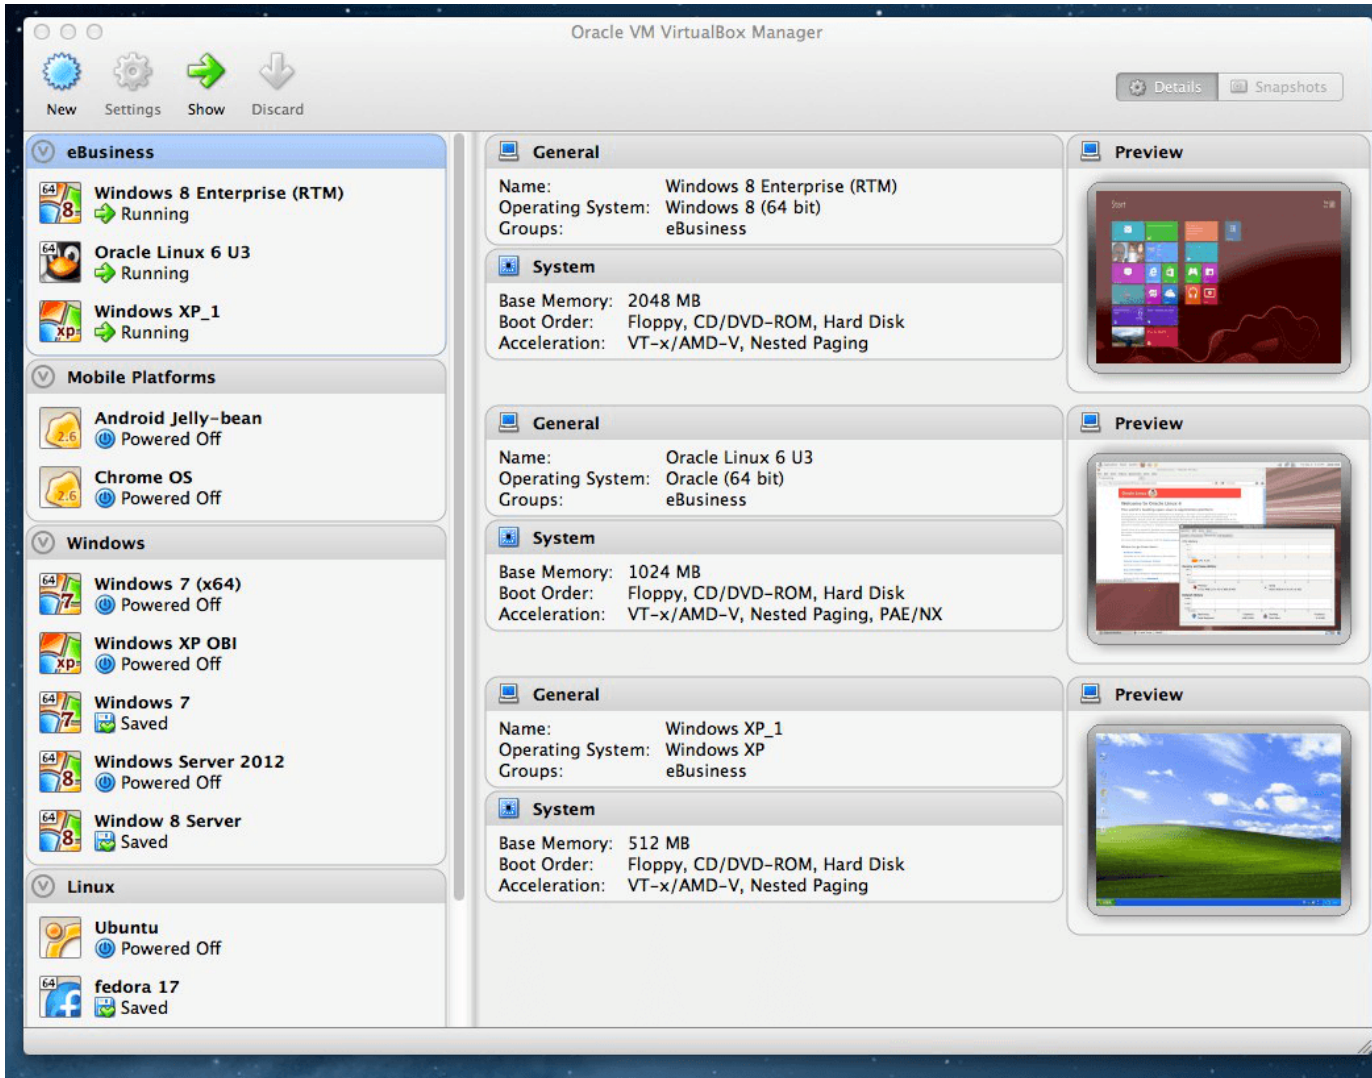 Oracle VM VirtualBox Manager
New Settings Show Discard
Details Snapshots
eBusiness
Windows 8 Enterprise (RTM)
Running
Oracle Linux 6 U3
Running
Windows XP_1
Running
Mobile Platforms
Android Jelly-bean
Powered Off
Chrome OS
Powered Off
Windows
Windows 7 (x64)
Powered Off
Windows XP OBI
Powered Off
Windows 7
Saved
Windows Server 2012
Powered Off
Window 8 Server
Saved
Linux
Ubuntu
Powered Off
fedora 17
Saved
General
Name: Windows 8 Enterprise (RTM)
Operating System: Windows 8 (64 bit)
Groups: eBusiness
System
Base Memory: 2048 MB
Boot Order: Floppy, CD/DVD-ROM, Hard Disk
Acceleration: VT-x/AMD-V, Nested Paging
Preview
Start
General
Name: Oracle Linux 6 U3
Operating System: Oracle (64 bit)
Groups: eBusiness
System
Base Memory: 1024 MB
Boot Order: Floppy, CD/DVD-ROM, Hard Disk
Acceleration: VT-x/AMD-V, Nested Paging, PAE/NX
Preview
General
Name: Windows XP_1
Operating System: Windows XP
Groups: eBusiness
System
Base Memory: 512 MB
Boot Order: Floppy, CD/DVD-ROM, Hard Disk
Acceleration: VT-x/AMD-V, Nested Paging
Preview